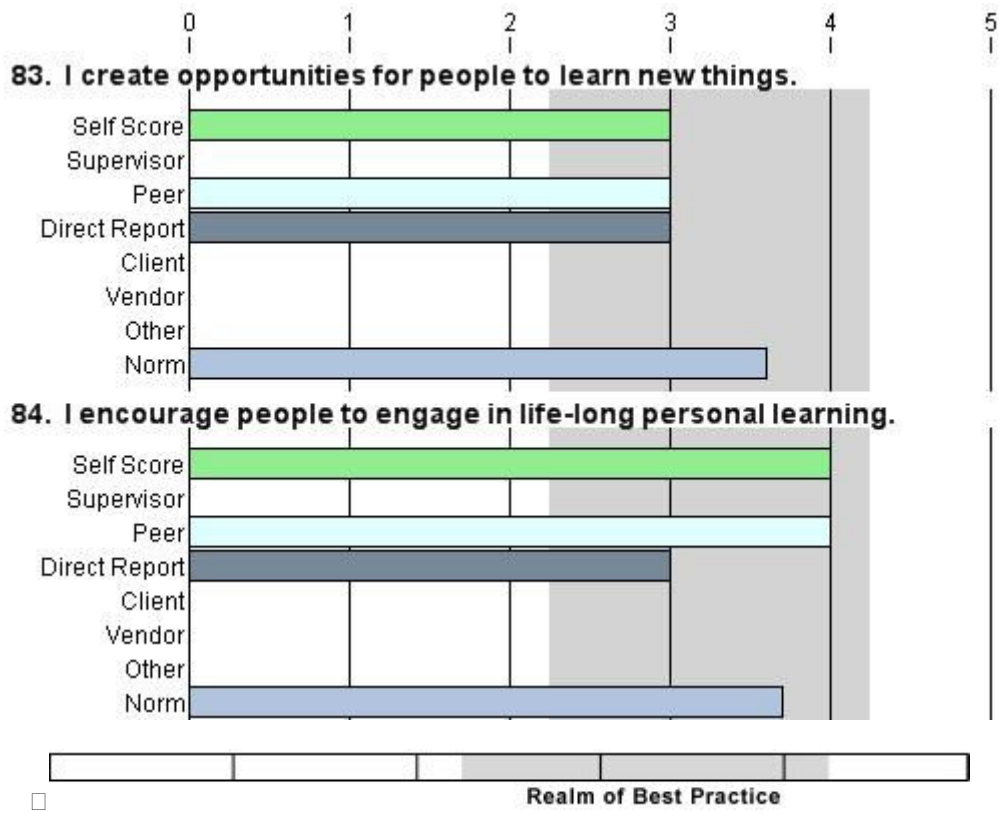 0 1 2 3 4 5
83. I create opportunities for people to learn new things.
Self Score
Supervisor
Peer
Direct Report
Client
Vendor
Other
Norm
84. I encourage people to engage in life-long personal learning.
Self Score
Supervisor
Peer
Direct Report
Client
Vendor
Other
Norm
Realm of Best Practice